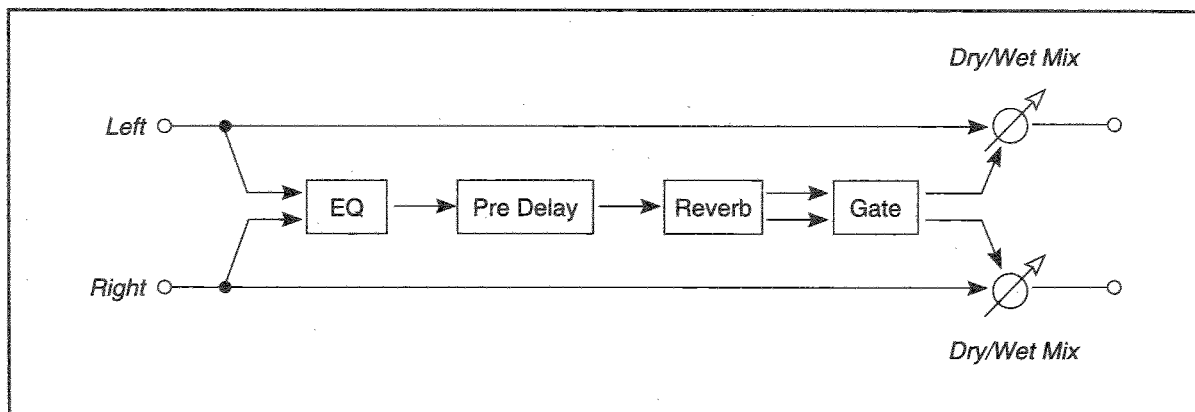 Dry/Wet Mix
Left
EQ
Pre Delay
Reverb
Gate
Right
Dry/Wet Mix